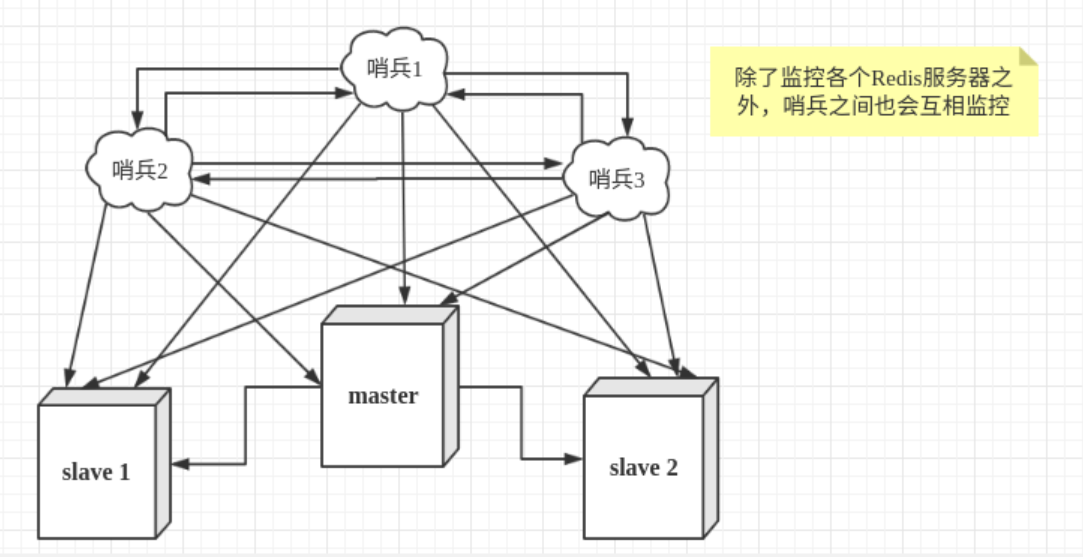 哨兵1
除了监控各个Redis服务器之
外，哨兵之间也会互相监控
哨兵2
哨兵3
master
slave 1
slave 2